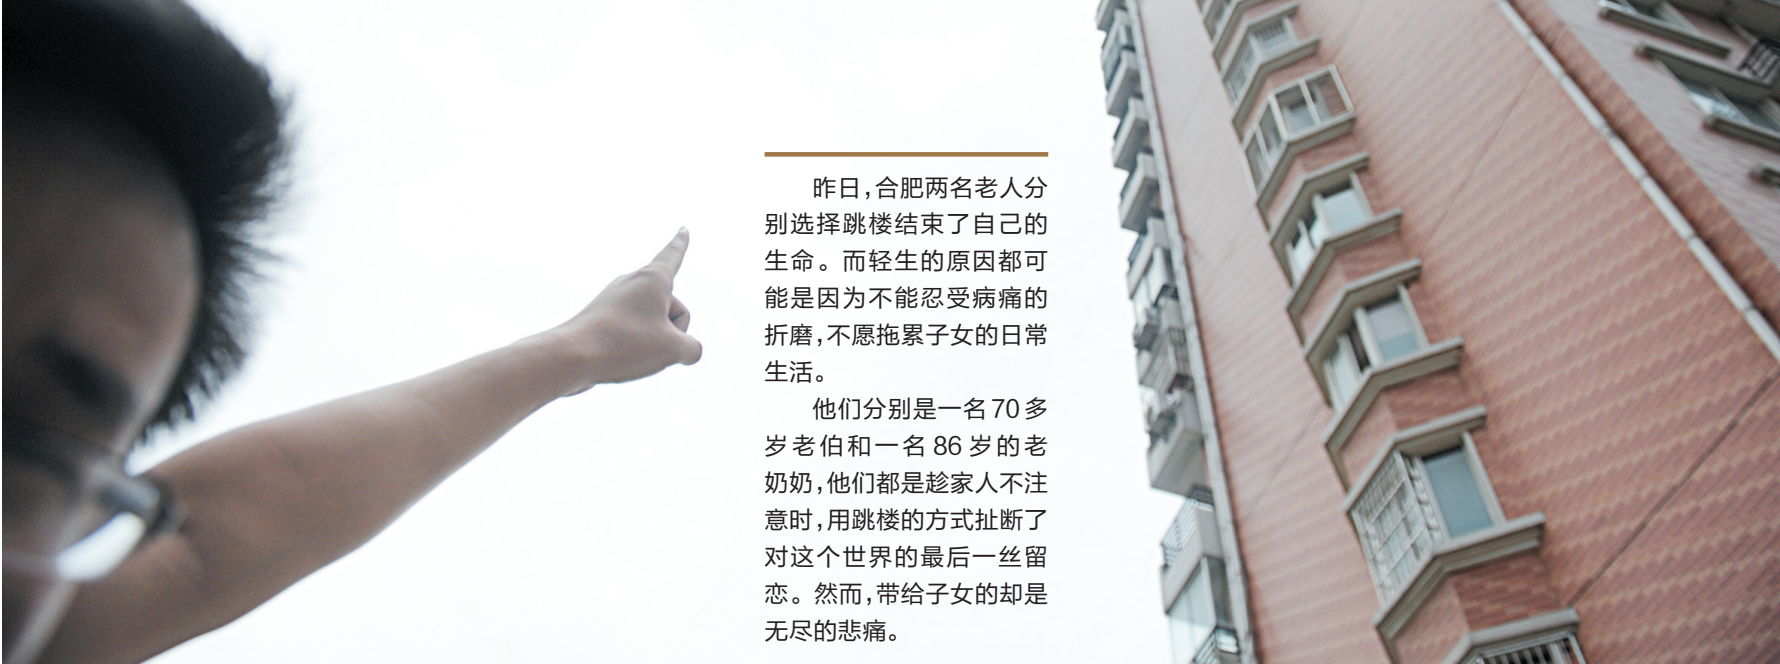 昨日，合肥两名老人分
别选择跳楼结束了自己的
生命。而轻生的原因都可
能是因为不能忍受病痛的
折磨，不愿拖累子女的日常
生活。
他们分别是一名70多
岁老伯和一名86岁的老
奶奶，他们都是趁家人不注
意时，用跳楼的方式扯断了
对这个世界的最后一丝留
恋。然而，带给子女的却是
无尽的悲痛。